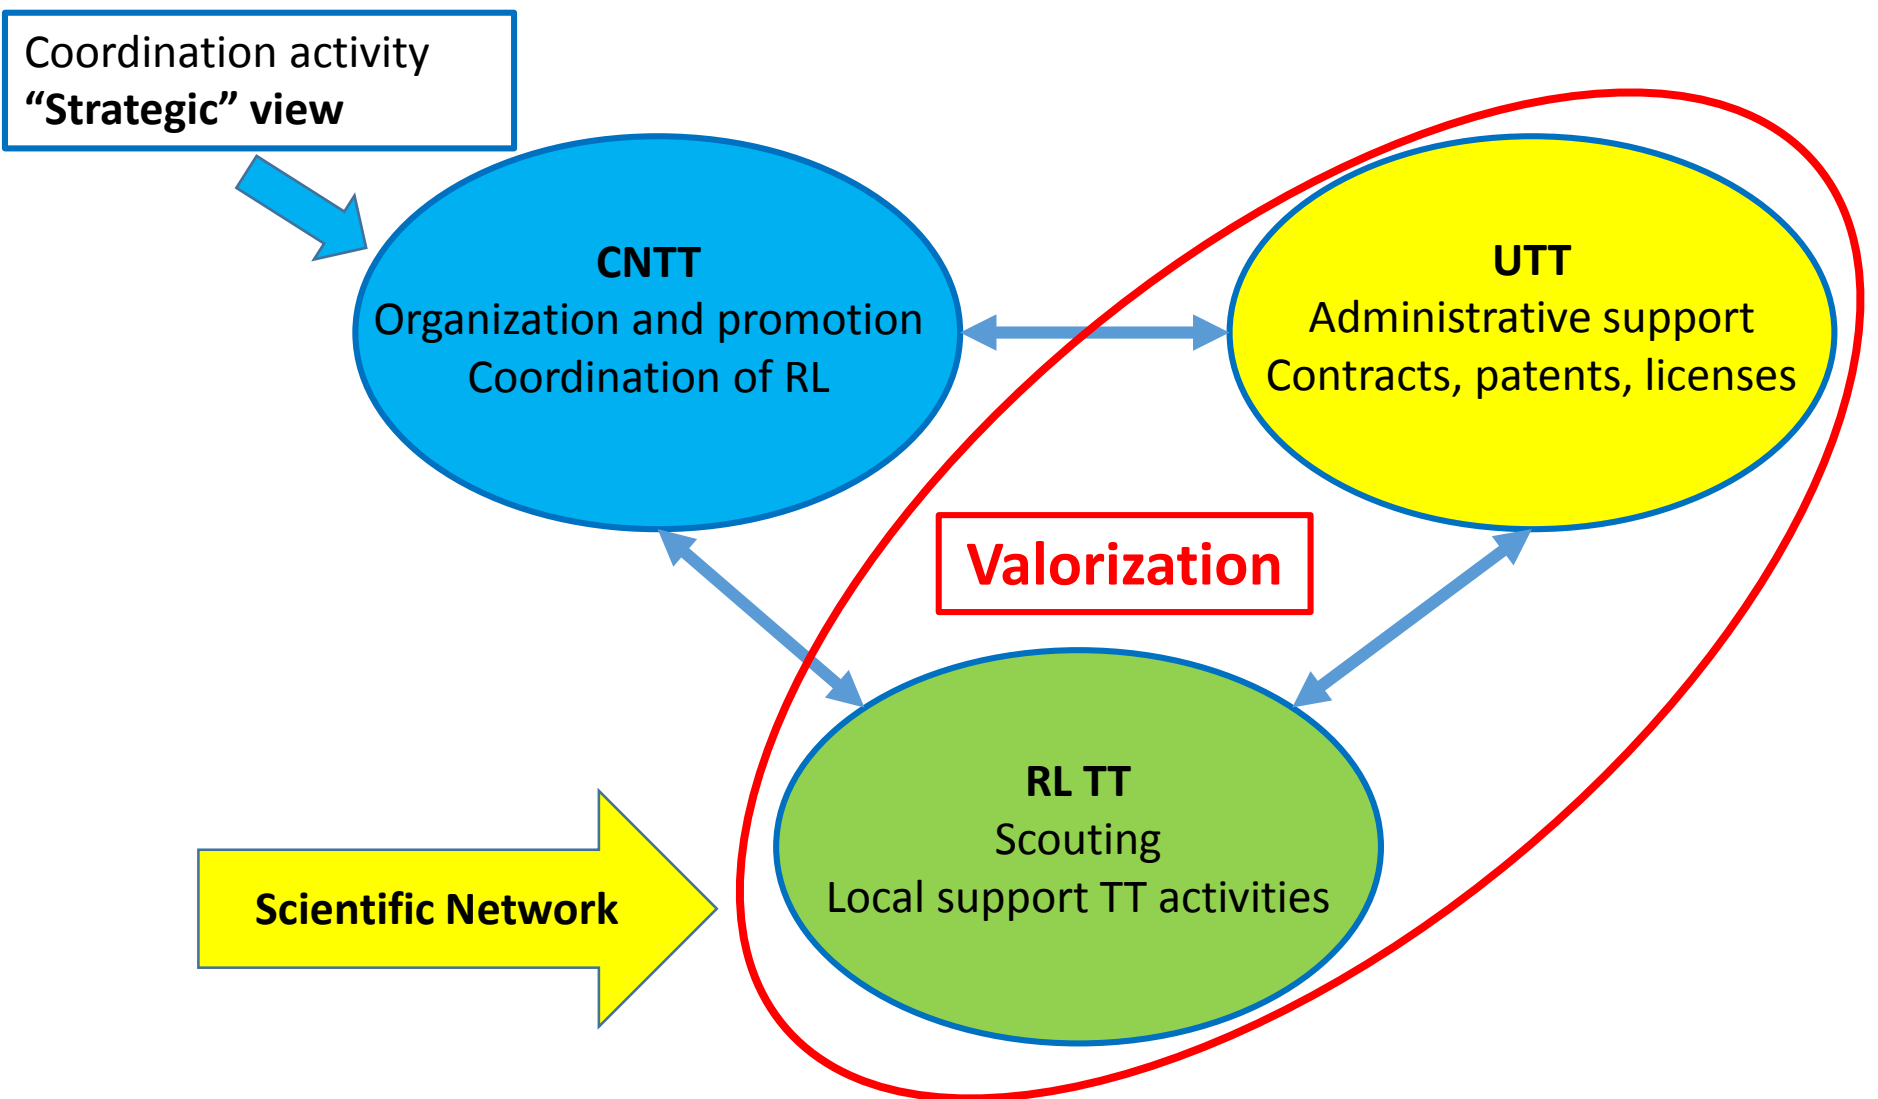 Coordination activity
“Strategic” view
CNTT
Organization and promotion
Coordination of RL
UTT
Administrative support
Contracts, patents, licenses
Valorization
RL TT
Scouting
Local support TT activities
Scientific Network